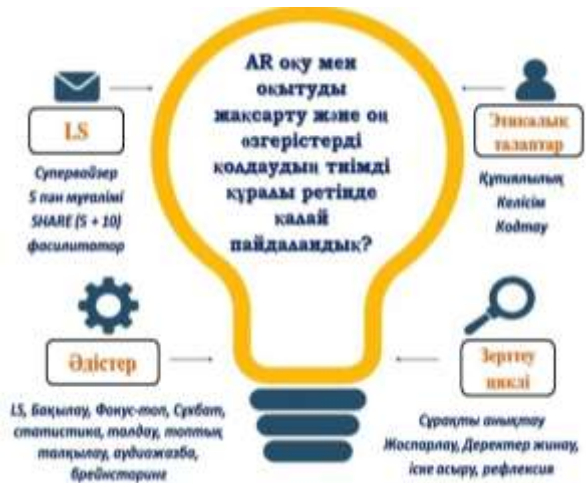 AR оқу мен
оқытуды
жақсарту және оң
өзгерістерді
қолдаудың тиімді
құралы ретінде
қалай
пайдаландық?
LS
Супервайзер
5 пән мұғалімі
SHARE (5 + 10)
фасилитатор
Этикалық
талаптар
Құпиялылық
Келісім
Кодтау
Әдістер
LS, Бақылау, Фокус-топ, Сұхбат,
статистика, талдау, топтық
талқылау, аудиожазба,
брейнсторинг
Зерттеу
циклі
Сұрақты анықтау
Жоспарлау, Деректер жинау,
іске асыру, рефлексия